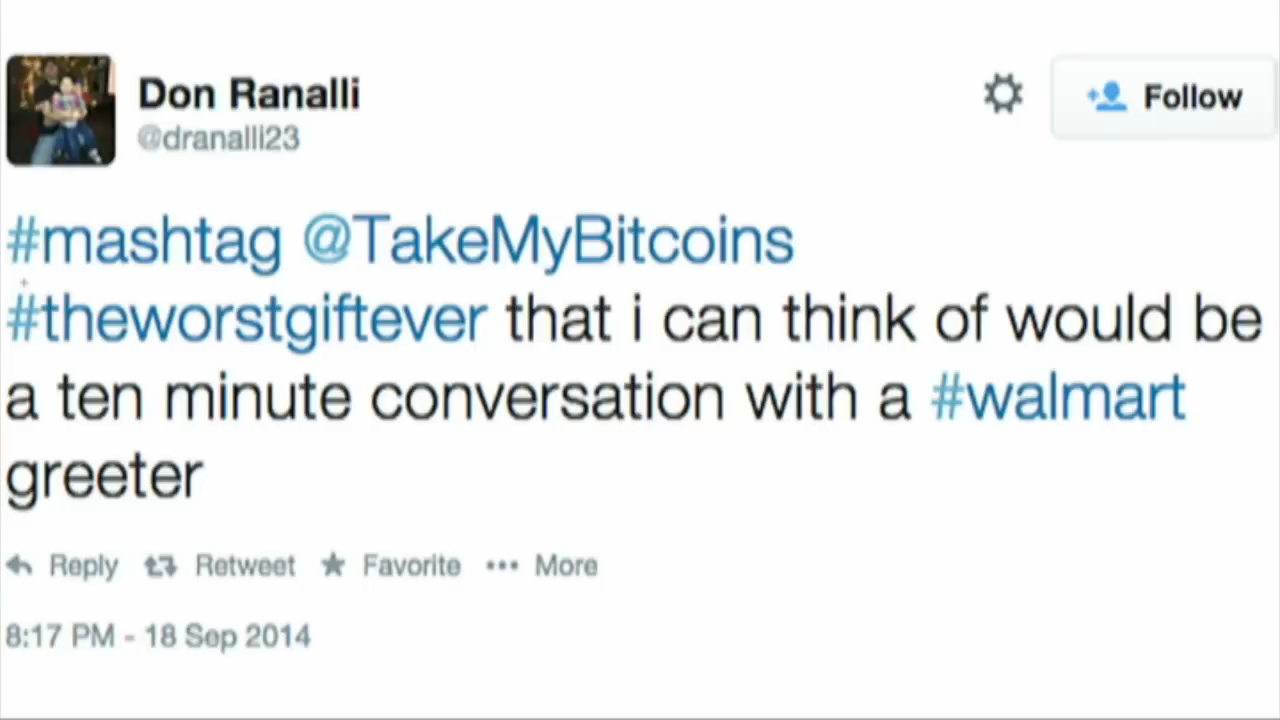 Don Ranalli
@dranalli23
Follow
#mashtag @TakeMyBitcoins
#theworstgiftever that i can think of would be
a ten minute conversation with a #walmart
greeter
Reply Retweet Favorite More
8:17 PM - 18 Sep 2014